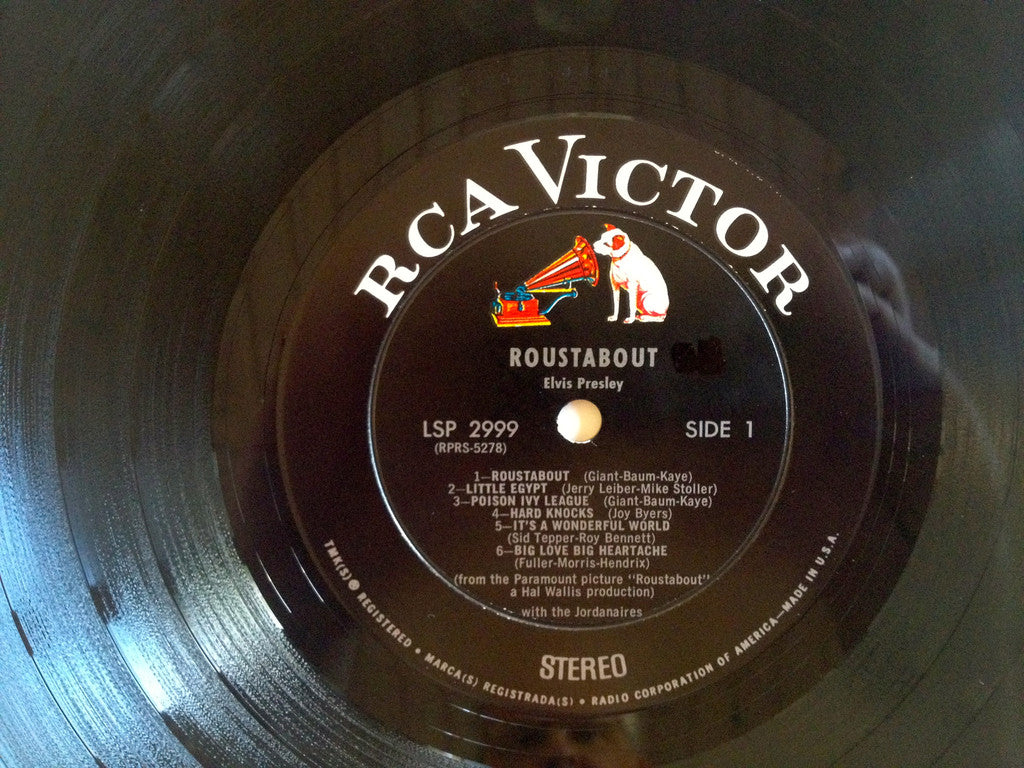 RCA VICTOR
ROUSTABOUT
Elvis Presley
LSP 2999
(RPRS-5278)
SIDE 1
1—ROUSTABOUT (Giant-Baum-Kaye)
2—LITTLE EGYPT (Jerry Leiber-Mike Stoller)
3—POISON IVY LEAGUE (Giant-Baum-Kaye)
4—HARD KNOCKS (Joy Byers)
5—IT'S A WONDERFUL WORLD
(Sid Tepper-Roy Bennett)
6—BIG LOVE BIG HEARTACHE
(Fuller-Morris-Hendrix)
(from the Paramount picture "Roustabout"
a Hal Wallis production)
with the Jordanaires
STEREO
TMK(S) ® REGISTERED • MARCA(S) REGISTRADA(S) • RADIO CORPORATION OF AMERICA—MADE IN U.S.A.